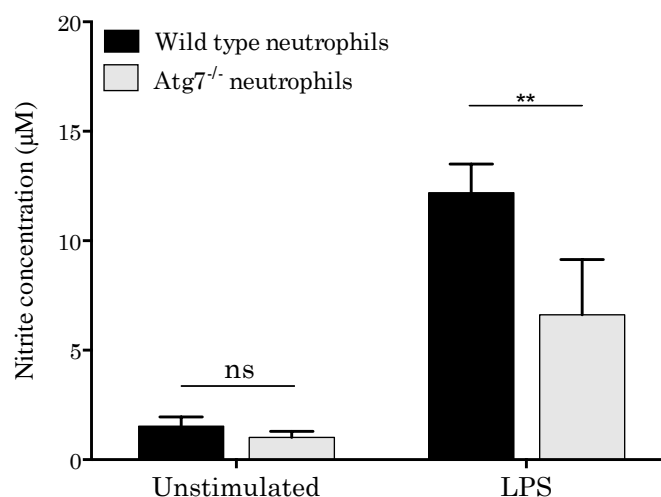 20
15
10
5
0
Nitrite concentration (µM)
Wild type neutrophils
Atg7-/- neutrophils
**
ns
Unstimulated
LPS